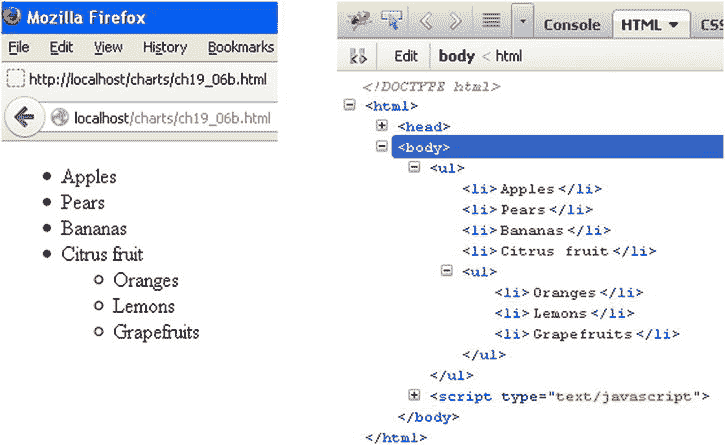 Mozilla Firefox
File Edit View History Bookmarks
http://localhost/charts/ch19_06b.html
localhost/charts/ch19_06b.html
Apples
Pears
Bananas
Citrus fruit
Oranges
Lemons
Grapefruits
Console HTML CSS
Edit body < html
<!DOCTYPE html>
<html>
<head>
<body>
<ul>
<li>Apples</li>
<li>Pears</li>
<li>Bananas</li>
<li>Citrus fruit</li>
<ul>
<li>Oranges</li>
<li>Lemons</li>
<li>Grapefruits</li>
</ul>
</ul>
<script type="text/javascript">
</body>
</html>